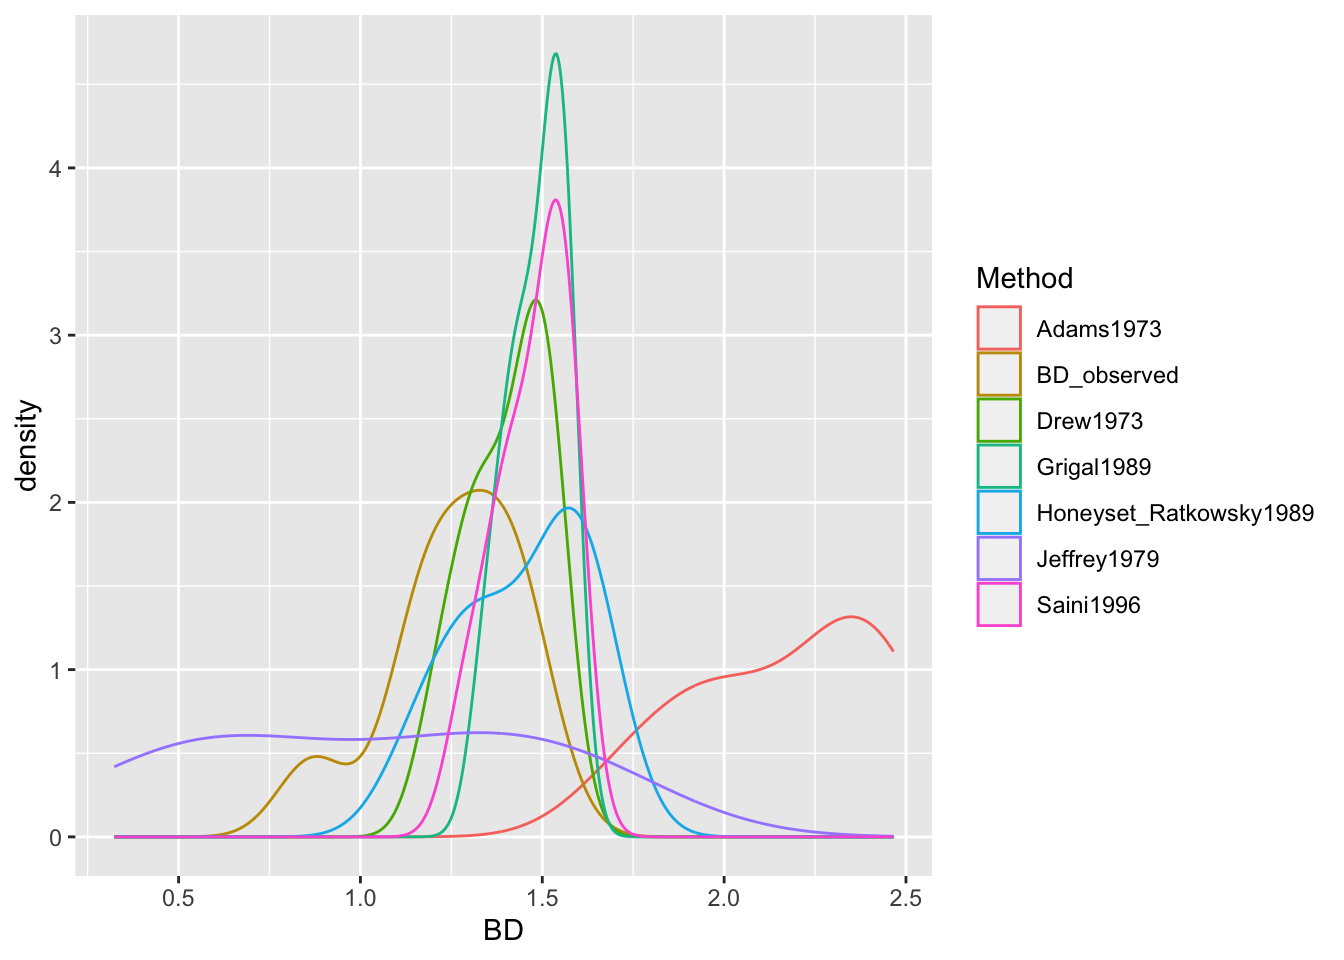 density
4
3
2
1
0
0.5
1.0
1.5
2.0
2.5
BD
Method
Adams1973
BD_observed
Drew1973
Grigal1989
Honeyset_Ratkowsky1989
Jeffrey1979
Saini1996